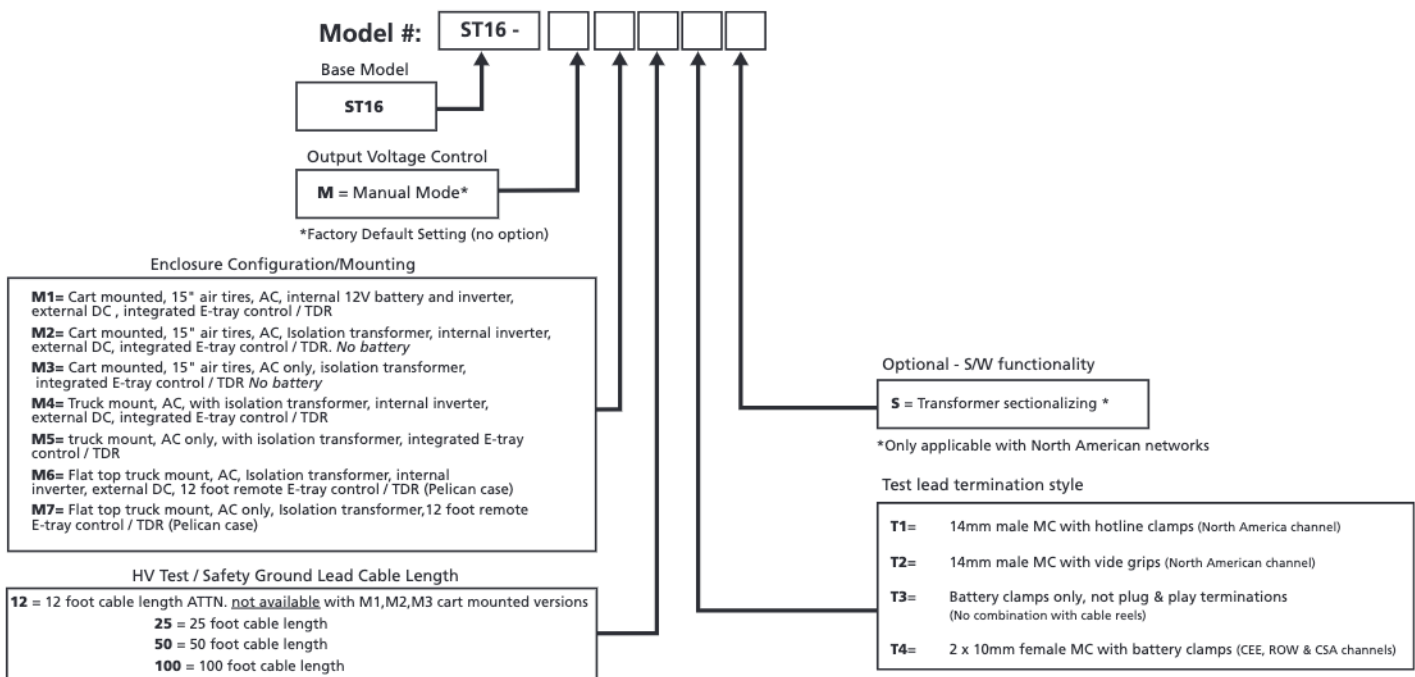 Model #: ST16 -
Base Model
ST16
Output Voltage Control
M = Manual Mode*
*Factory Default Setting (no option)
Enclosure Configuration/Mounting
M1= Cart mounted, 15" air tires, AC, internal 12V battery and inverter,
external DC , integrated E-tray control / TDR
M2= Cart mounted, 15" air tires, AC, Isolation transformer, internal inverter,
external DC, integrated E-tray control / TDR. No battery
M3= Cart mounted, 15" air tires, AC only, isolation transformer,
integrated E-tray control / TDR No battery
M4= Truck mount, AC, with isolation transformer, internal inverter,
external DC, integrated E-tray control / TDR
M5= truck mount, AC only, with isolation transformer, integrated E-tray
control / TDR
M6= Flat top truck mount, AC, Isolation transformer, internal
inverter, external DC, 12 foot remote E-tray control / TDR (Pelican case)
M7= Flat top truck mount, AC only, Isolation transformer,12 foot remote
E-tray control / TDR (Pelican case)
HV Test / Safety Ground Lead Cable Length
12 = 12 foot cable length ATTN. not available with M1,M2,M3 cart mounted versions
25 = 25 foot cable length
50 = 50 foot cable length
100 = 100 foot cable length
Optional - S/W functionality
S = Transformer sectionalizing *
*Only applicable with North American networks
Test lead termination style
T1= 14mm male MC with hotline clamps (North America channel)
T2= 14mm male MC with vide grips (North American channel)
T3= Battery clamps only, not plug & play terminations
(No combination with cable reels)
T4= 2 x 10mm female MC with battery clamps (CEE, ROW & CSA channels)